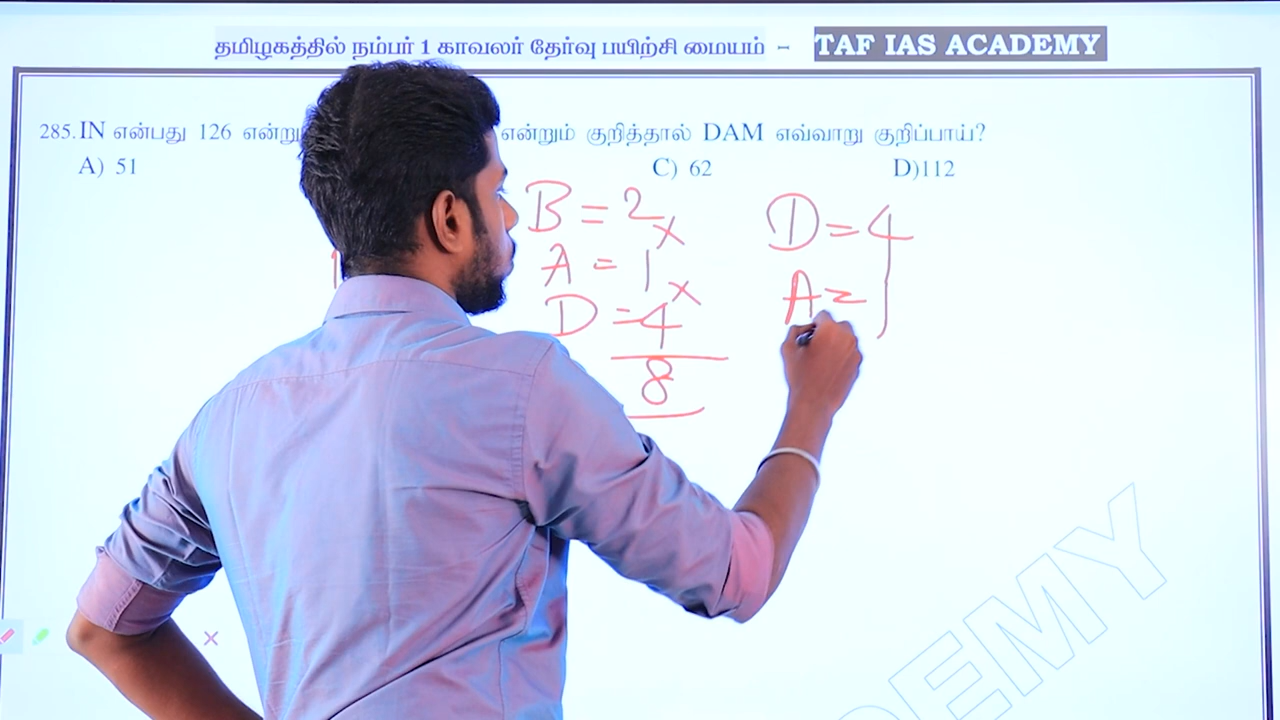 தமிழகத்தில் நம்பர் 1 காவலர் தேர்வு பயிற்சி மையம் – TAF IAS ACADEMY
285. IN என்பது 126 என்று என்றும் குறித்தால் DAM எவ்வாறு குறிப்பாய்?
A) 51 C) 62 D)112
B = 2 x
A = 1 x
D = 4
8
D = 4
A =
EMY